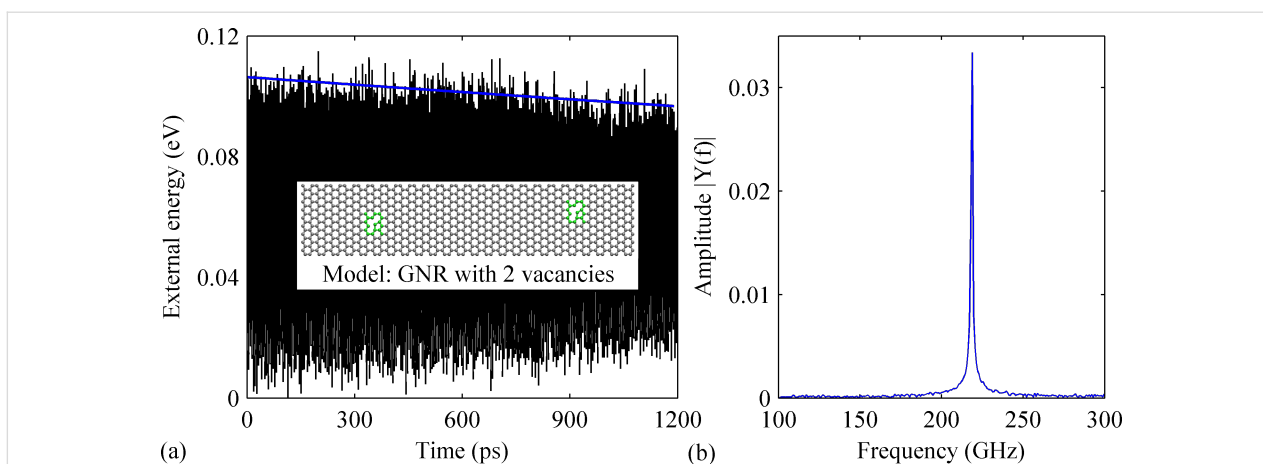 0.12
0.08
0.04
0
External energy (eV)
Model: GNR with 2 vacancies
0 300 600 900 1200
(a) Time (ps)
0.03
0.02
0.01
0
Amplitude |Y(f)|
100 150 200 250 300
(b) Frequency (GHz)